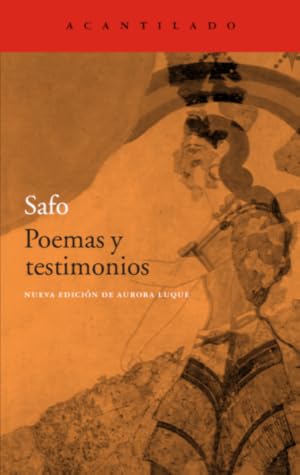 ACANTILADO
Safo
Poemas y
testimonios
NUEVA EDICIÓN DE AURORA LUQUE